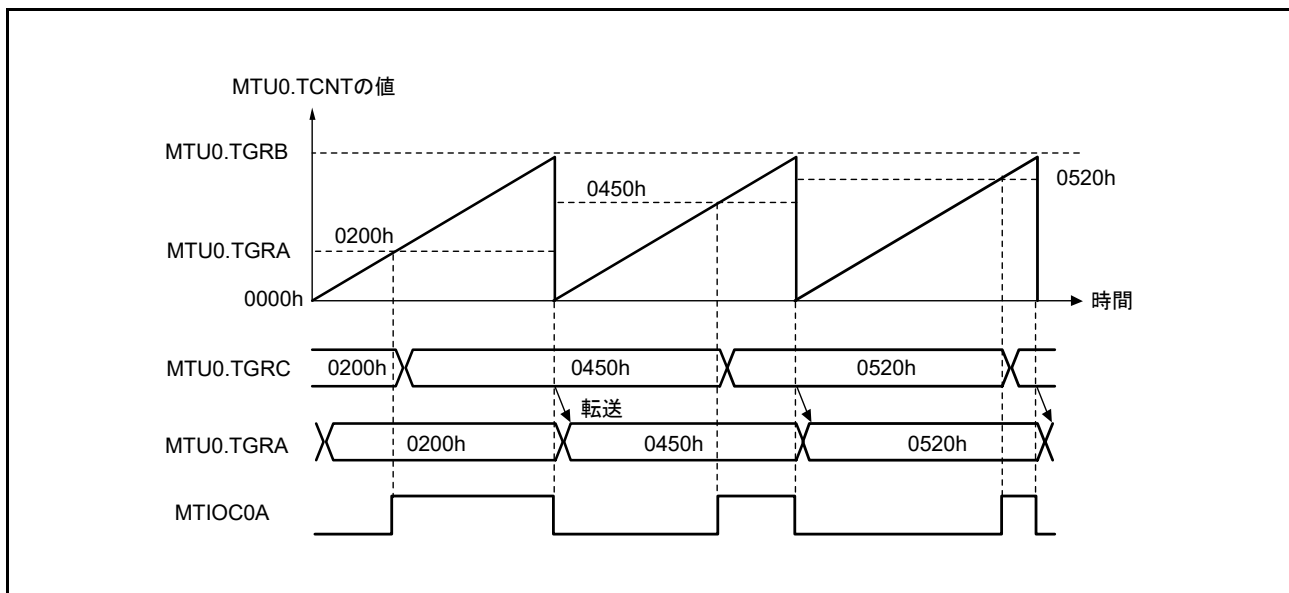 MTU0.TCNTの値
MTU0.TGRB
0450h
0520h
0200h
MTU0.TGRA
0000h
時間
MTU0.TGRC 0200h 0450h 0520h
転送
MTU0.TGRA 0200h 0450h 0520h
MTIOC0A